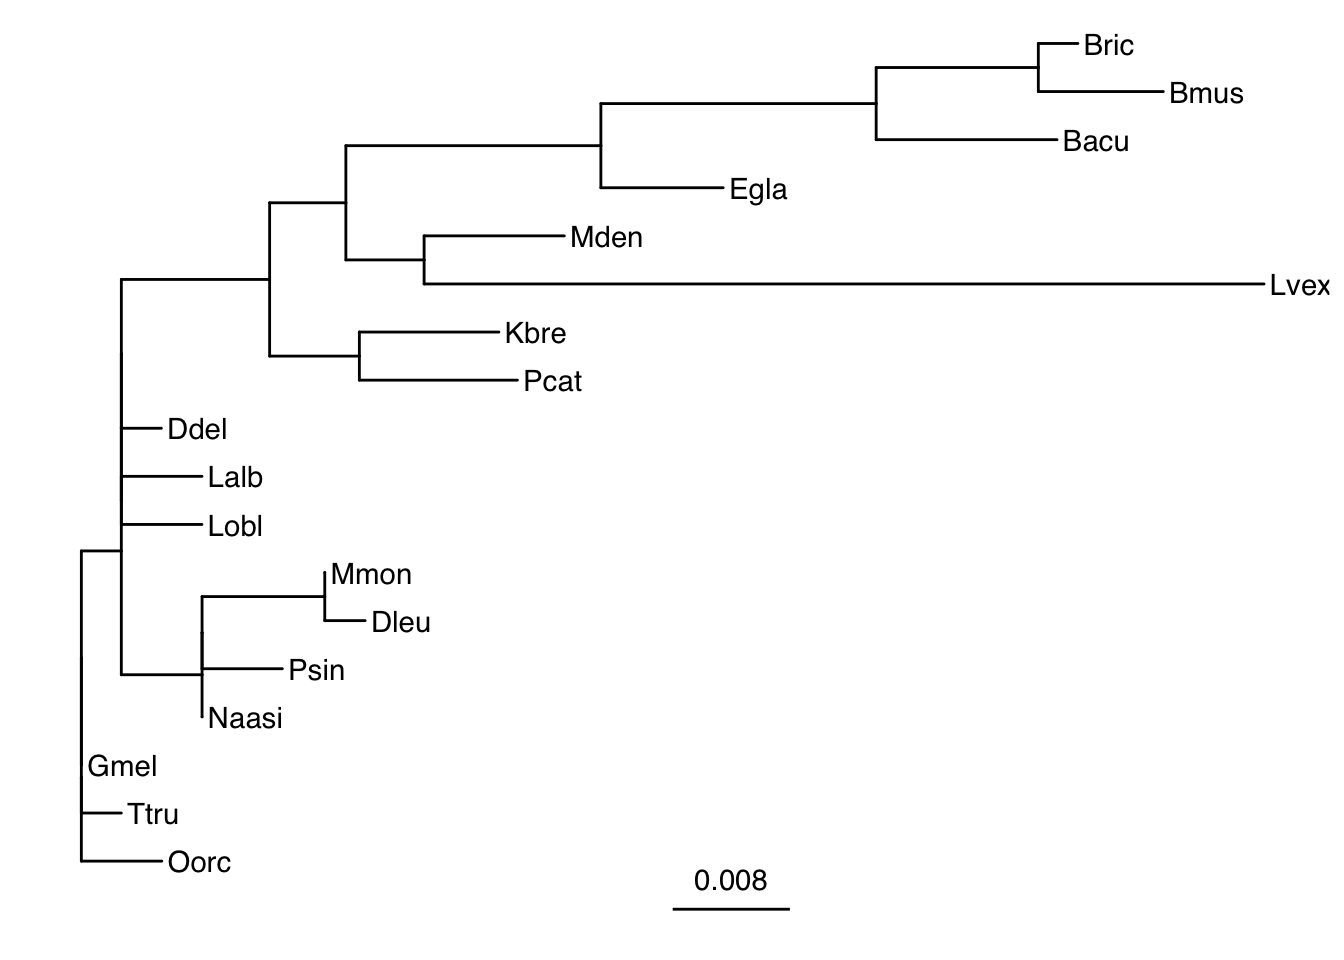 Bric
Bmus
Bacu
Egla
Mden
Lvex
Kbre
Pcat
Ddel
Lalb
Lobl
Mmon
Dleu
Psin
Naasi
Gmel
Ttru
Oorc
0.008